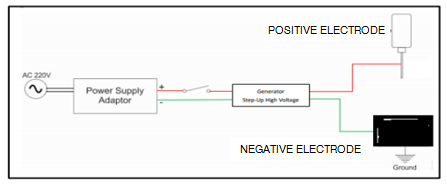 POSITIVE ELECTRODE
AC 220V
Power Supply
Adaptor
+
-
Generator
Step-Up High Voltage
NEGATIVE ELECTRODE
Ground